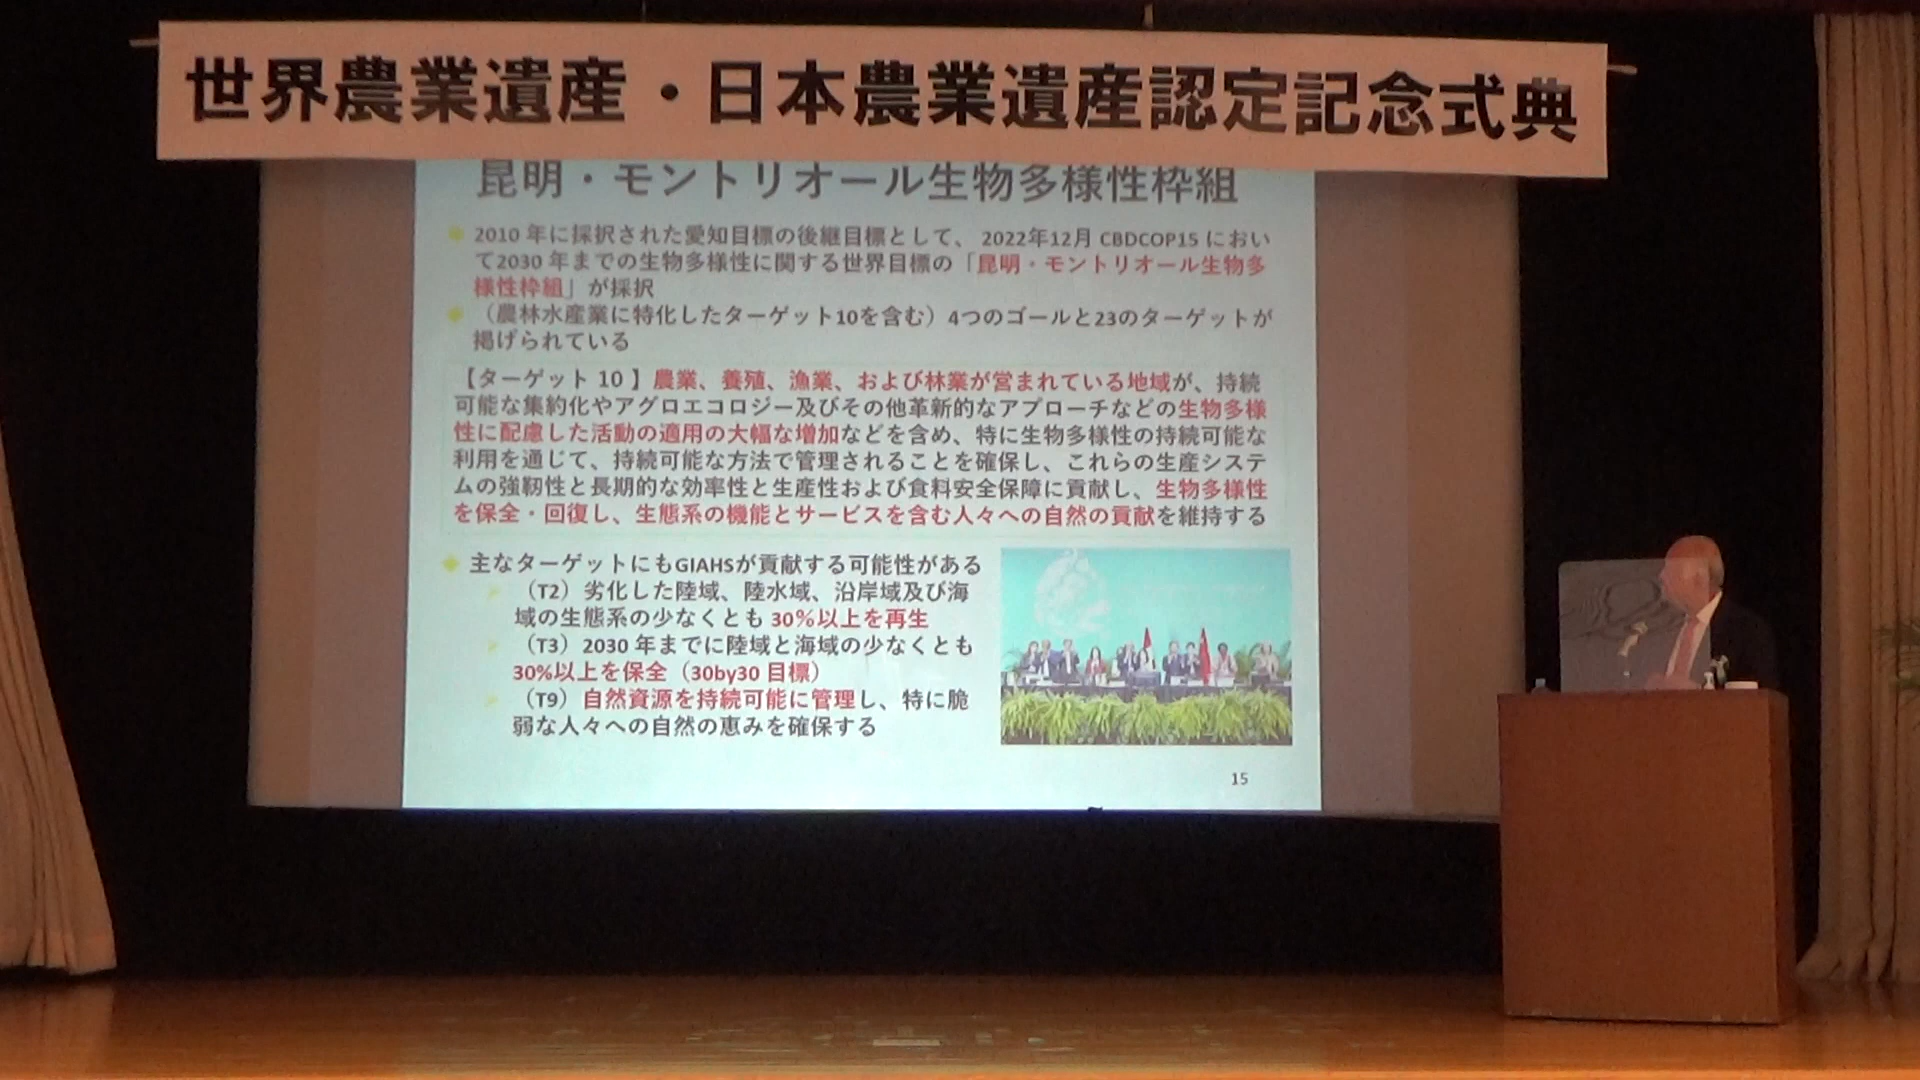 世界農業遺産・日本農業遺産認定記念式典
昆明・モントリオール生物多様性枠組
2010 年に採択された愛知目標の後継目標として、 2022年12月 CBDCOP15 におい
て2030 年までの生物多様性に関する世界目標の「昆明・モントリオール生物多
様性枠組」が採択
（農林水産業に特化したターゲット10を含む）4つのゴールと23のターゲットが
掲げられている
【ターゲット 10 】農業、養殖、漁業、および林業が営まれている地域が、持続
可能な集約化やアグロエコロジー及びその他革新的なアプローチなどの生物多様
性に配慮した活動の適用の大幅な増加などを含め、特に生物多様性の持続可能な
利用を通じて、持続可能な方法で管理されることを確保し、これらの生産システ
ムの強靭性と長期的な効率性と生産性および食料安全保障に貢献し、生物多様性
を保全・回復し、生態系の機能とサービスを含む人々への自然の貢献を維持する
主なターゲットにもGIAHSが貢献する可能性がある
（T2）劣化した陸域、陸水域、沿岸域及び海
域の生態系の少なくとも 30%以上を再生
（T3）2030 年までに陸域と海域の少なくとも
30%以上を保全（30by30 目標）
（T9）自然資源を持続可能に管理し、特に脆
弱な人々への自然の恵みを確保する
15